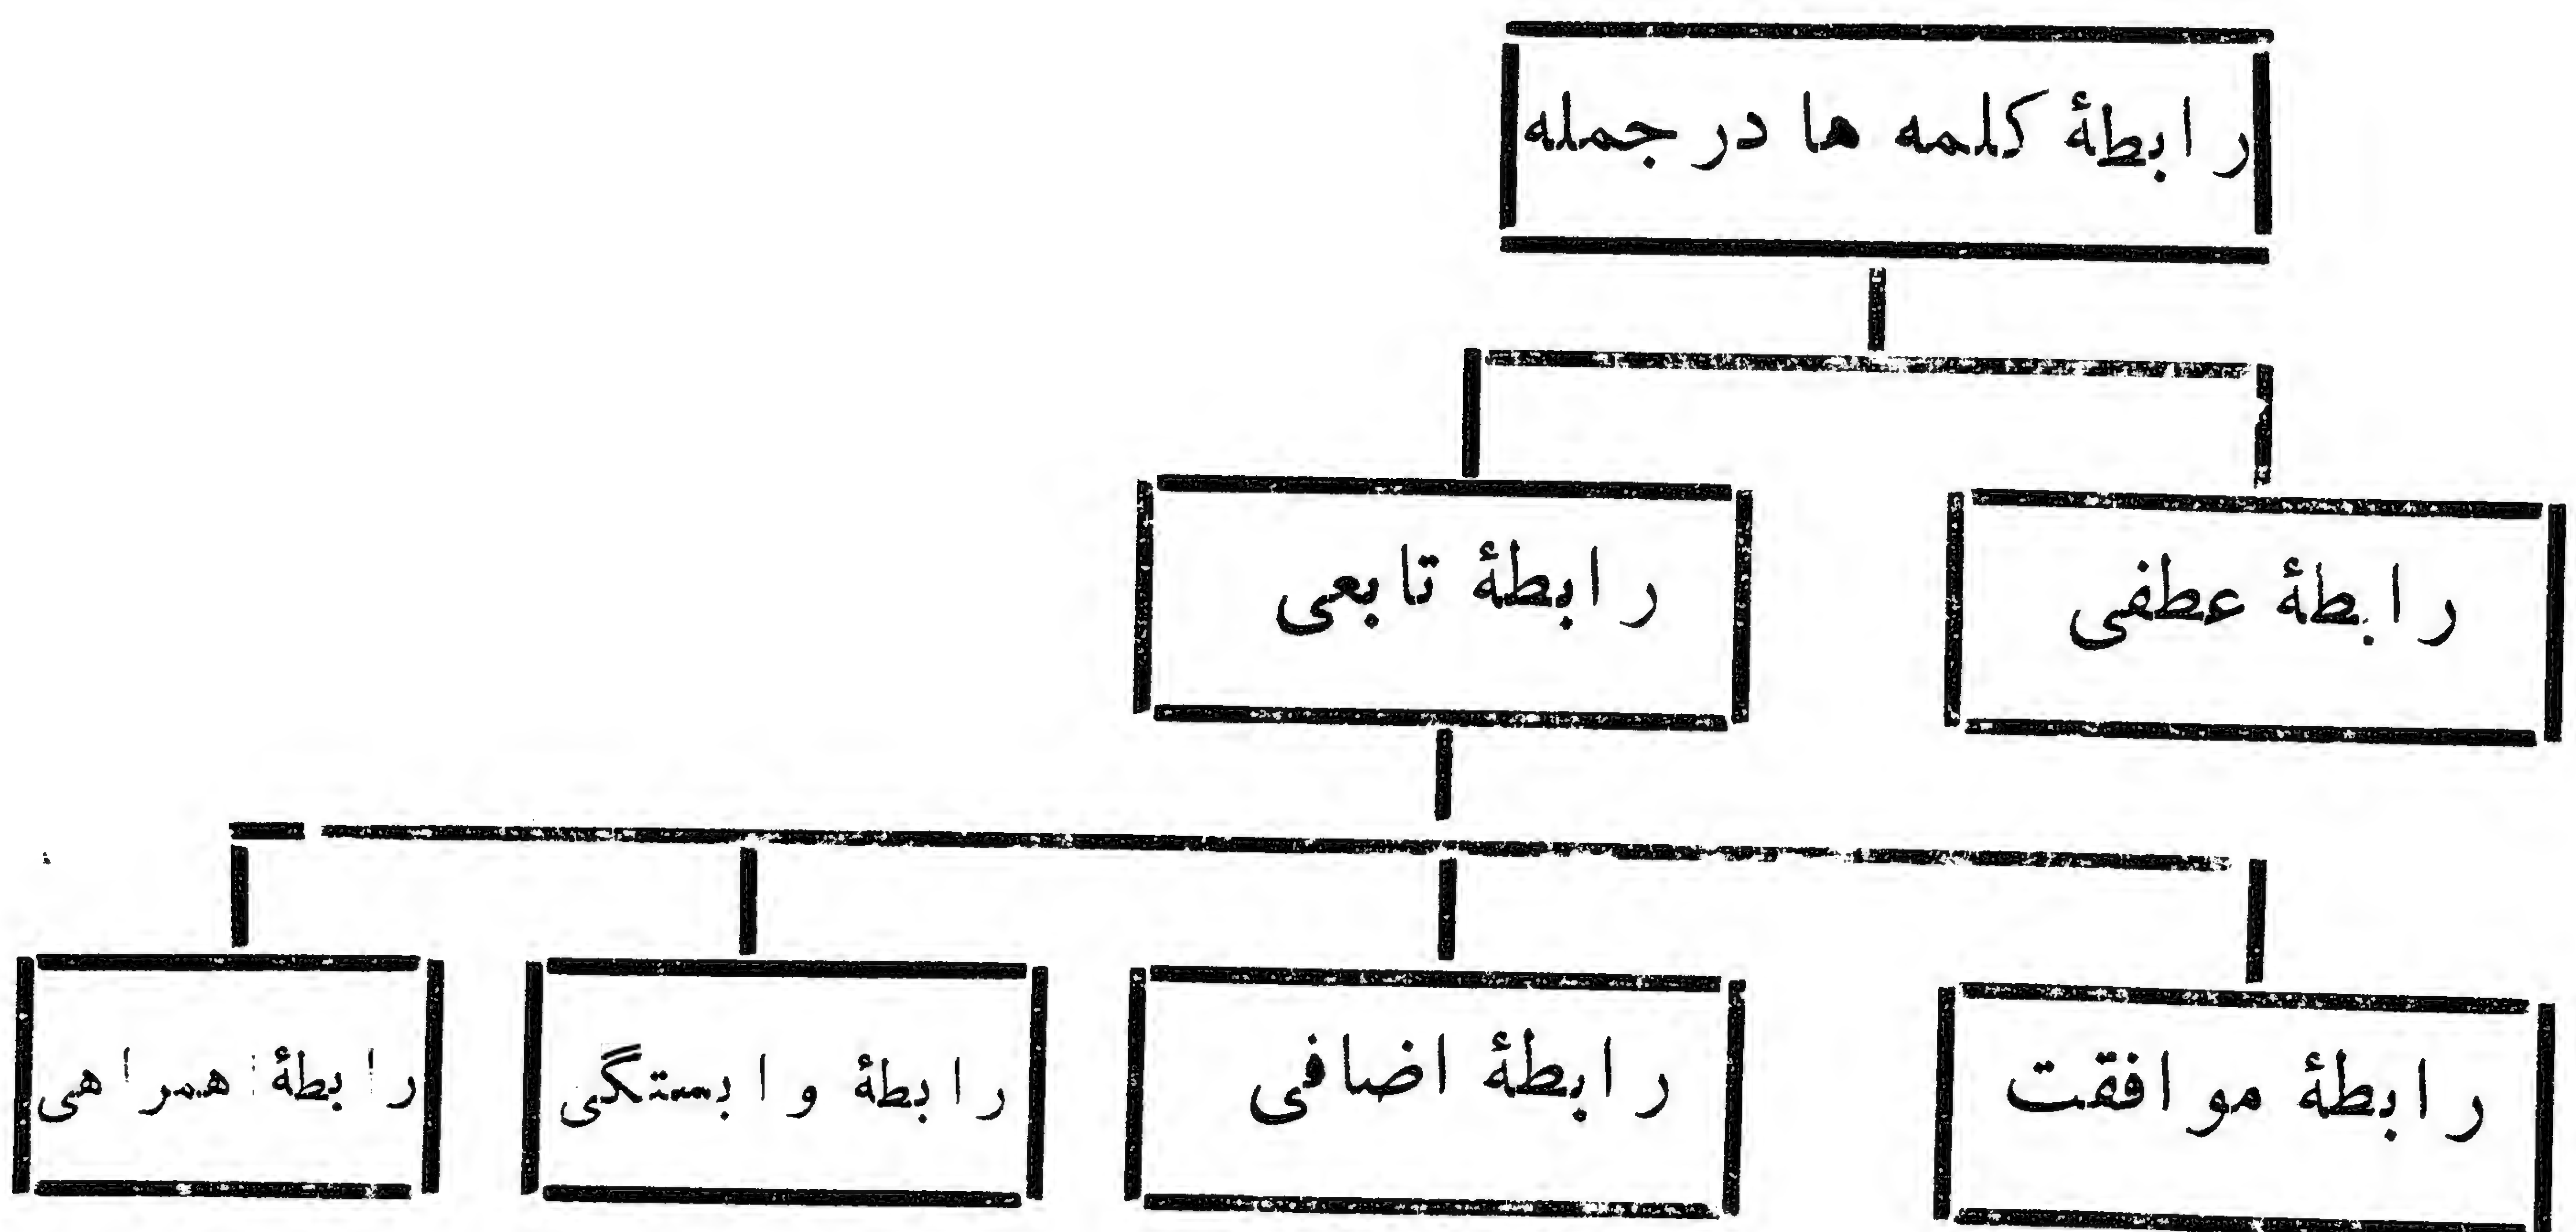 رابطهٔ کلمه ها در جمله
رابطهٔ عطفی
رابطهٔ تابعی
رابطهٔ موافقت
رابطهٔ اضافی
رابطهٔ وابستگی
رابطهٔ همراهی